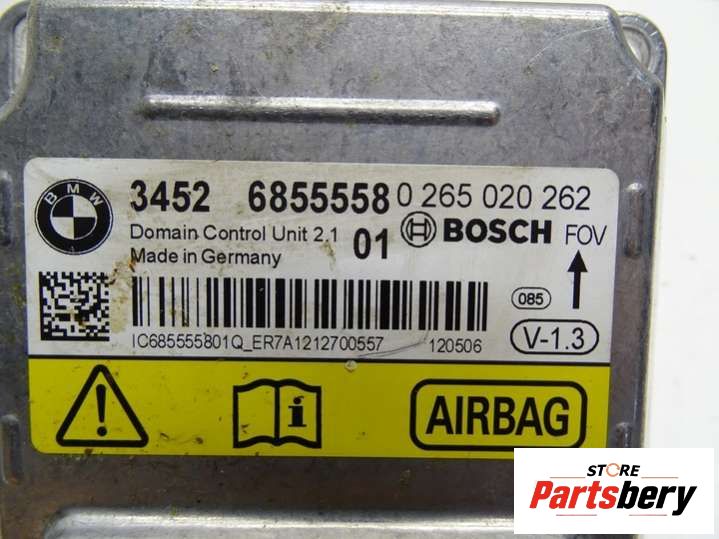 BMW
3452 6855558 0 265 020 262
Domain Control Unit 2.1 01 BOSCH FOV
Made in Germany
085
IC685555801Q_ER7A1212700557 120506
V-1.3
AIRBAG
STORE
Partsbery